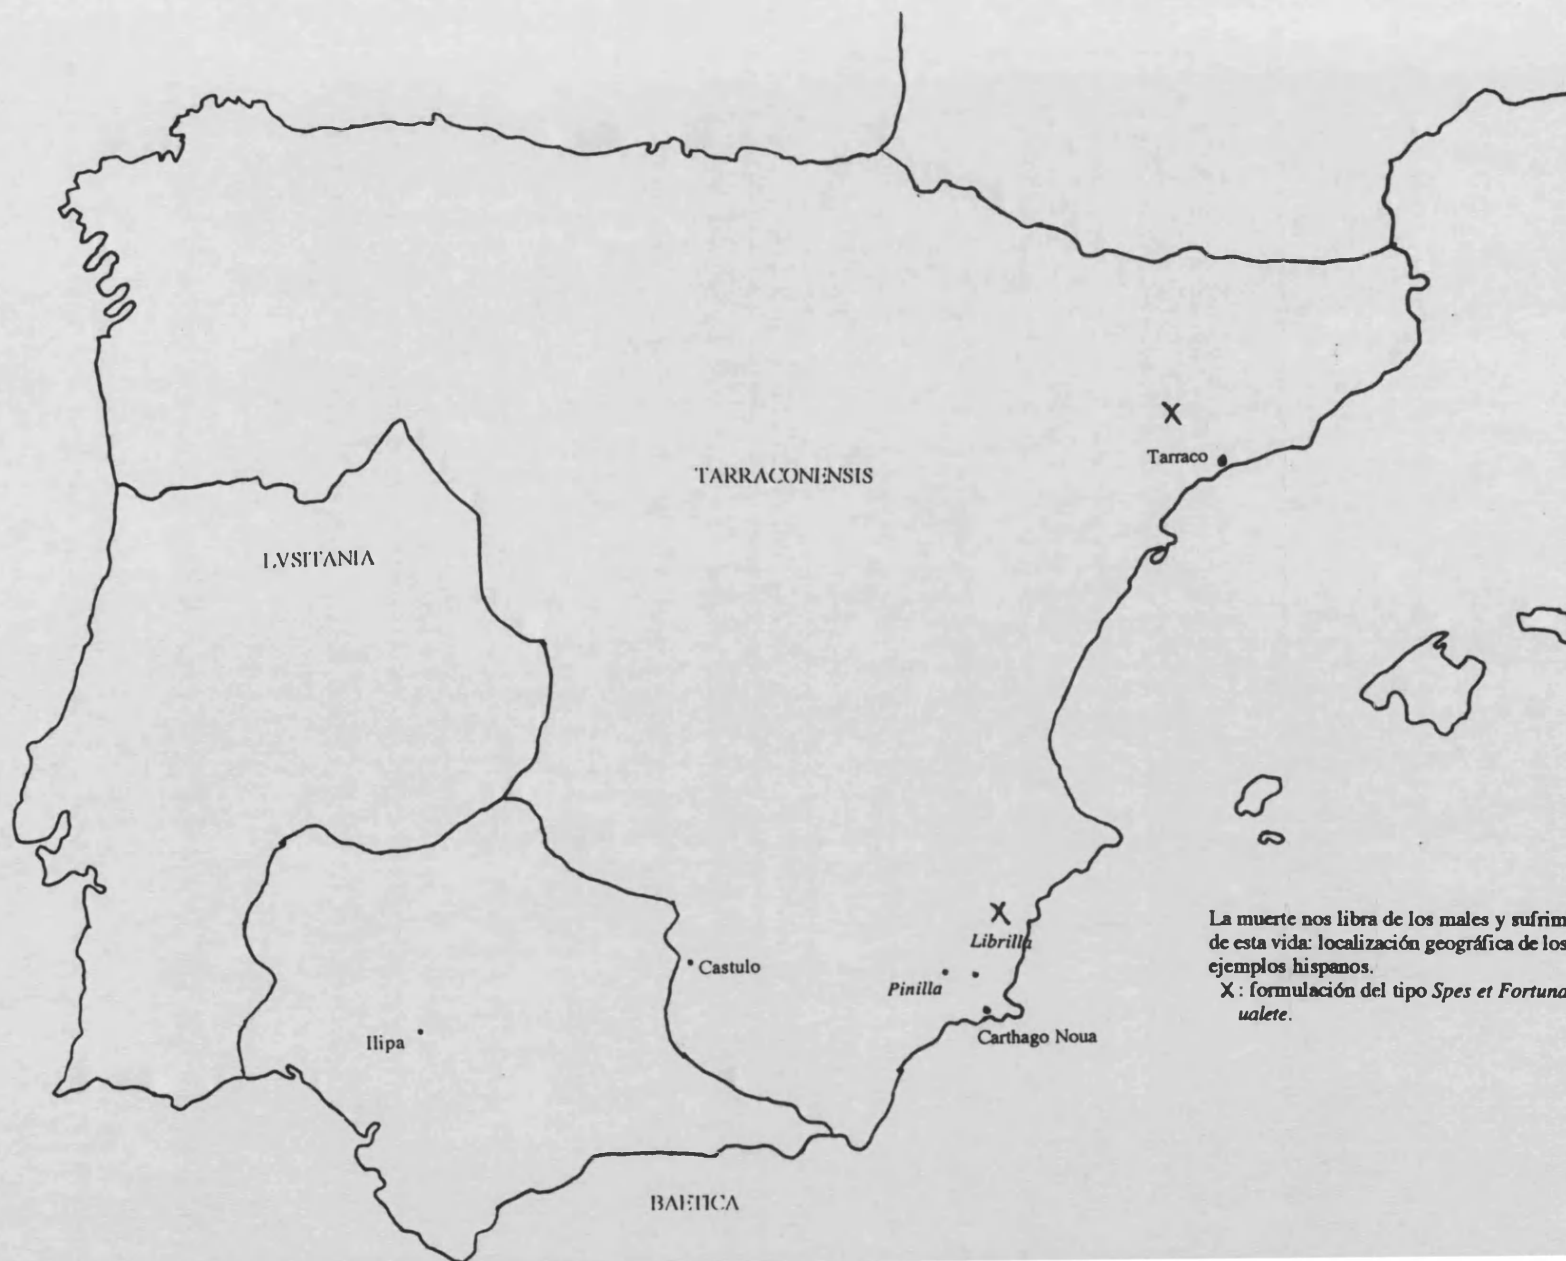 TARRACONENSIS
Tarraco
LVSITANIA
X
X
Librilla
Pinilla
Castulo
Carthago Noua
Ilipa
BAETICA
La muerte nos libra de los males y sufrim
de esta vida: localización geográfica de los
ejemplos hispanos.
X : formulación del tipo Spes et Fortuna
ualete.